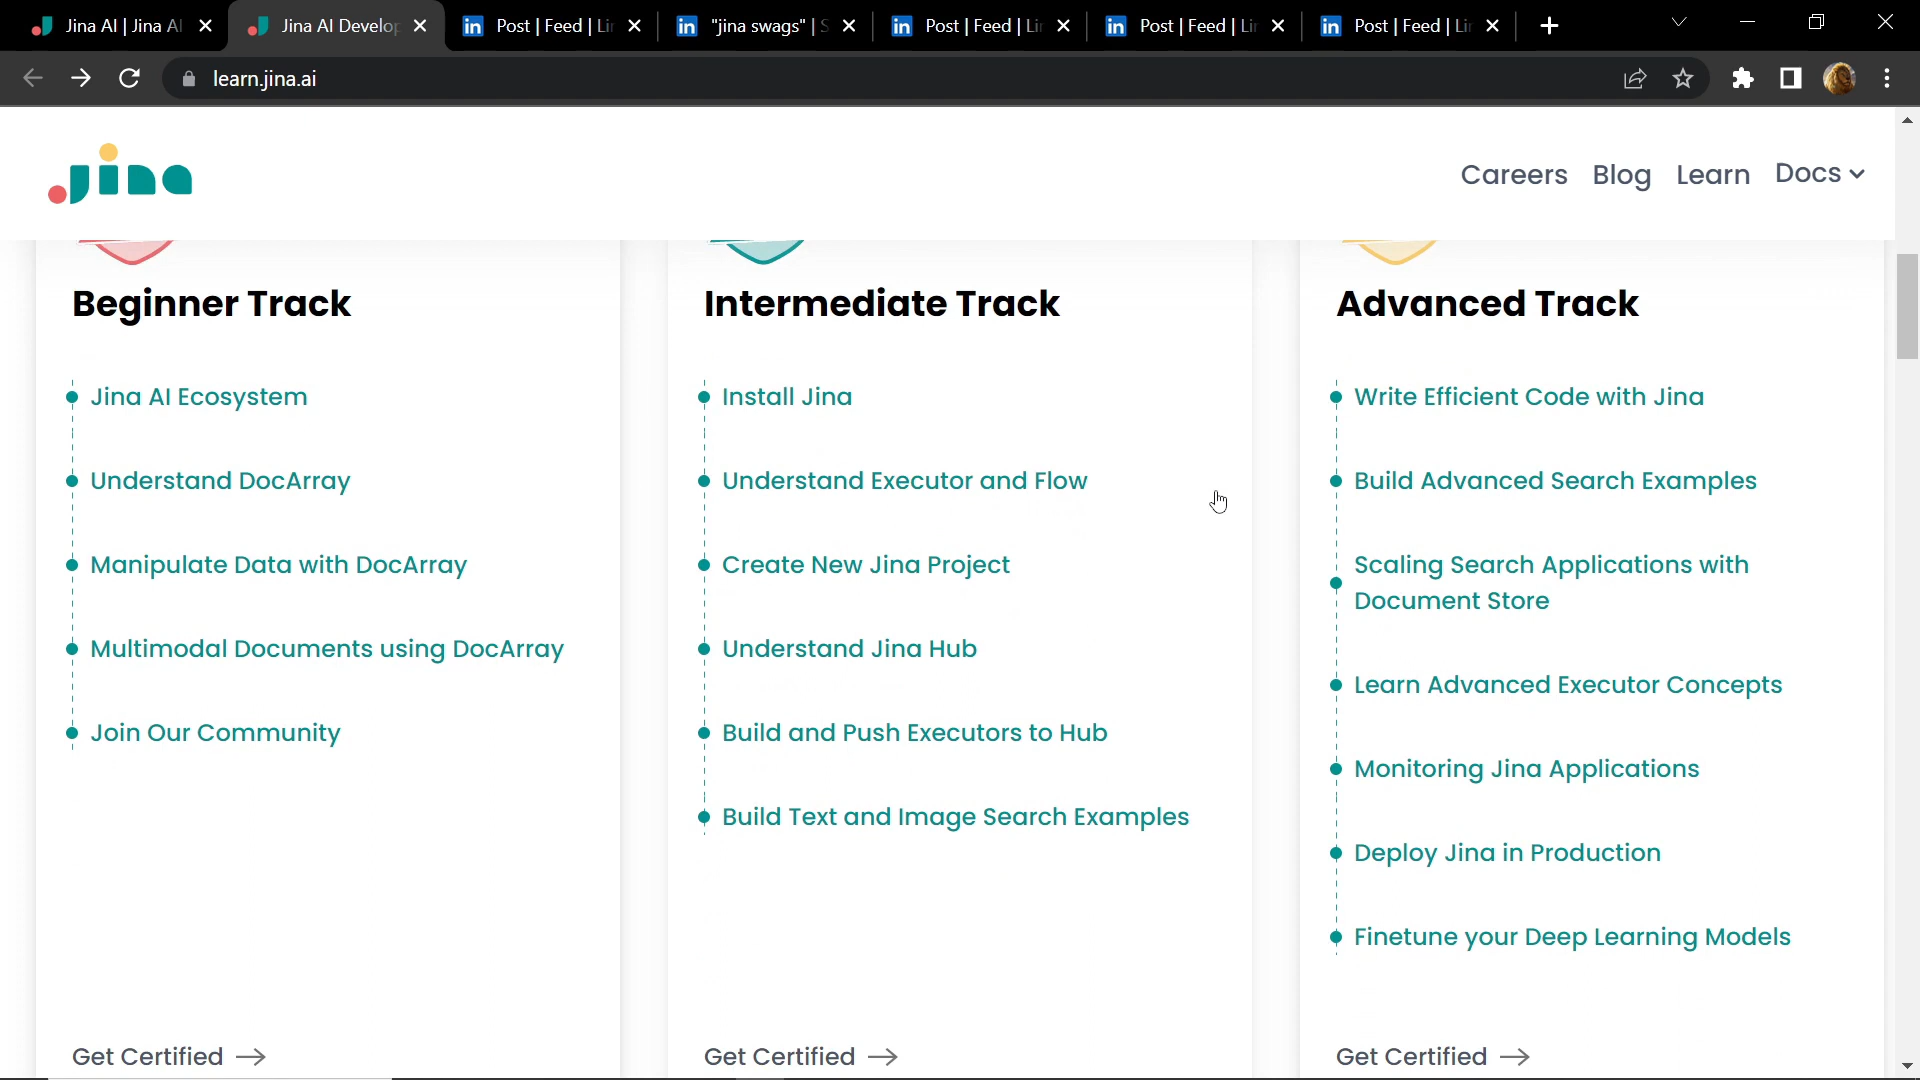 Jina AI | Jina AI
Jina AI Develop
Post | Feed | Lin
"jina swags" | S
Post | Feed | Lin
Post | Feed | Lin
Post | Feed | Lin
learn.jina.ai
Jina
Careers Blog Learn Docs
Beginner Track
Jina AI Ecosystem
Understand DocArray
Manipulate Data with DocArray
Multimodal Documents using DocArray
Join Our Community
Get Certified →
Intermediate Track
Install Jina
Understand Executor and Flow
Create New Jina Project
Understand Jina Hub
Build and Push Executors to Hub
Build Text and Image Search Examples
Get Certified →
Advanced Track
Write Efficient Code with Jina
Build Advanced Search Examples
Scaling Search Applications with
Document Store
Learn Advanced Executor Concepts
Monitoring Jina Applications
Deploy Jina in Production
Finetune your Deep Learning Models
Get Certified →